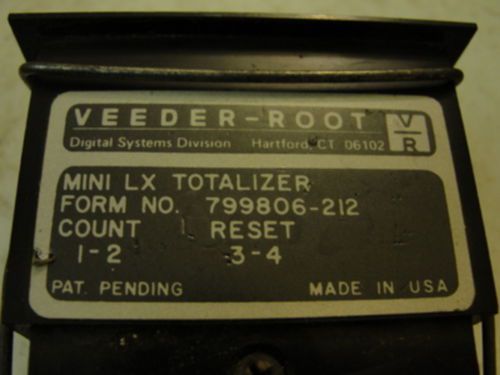 VEEDER-ROOT V/R
Digital Systems Division Hartford, CT 06102
MINI LX TOTALIZER
FORM NO. 799806-212
COUNT RESET
1-2 3-4
PAT. PENDING MADE IN USA